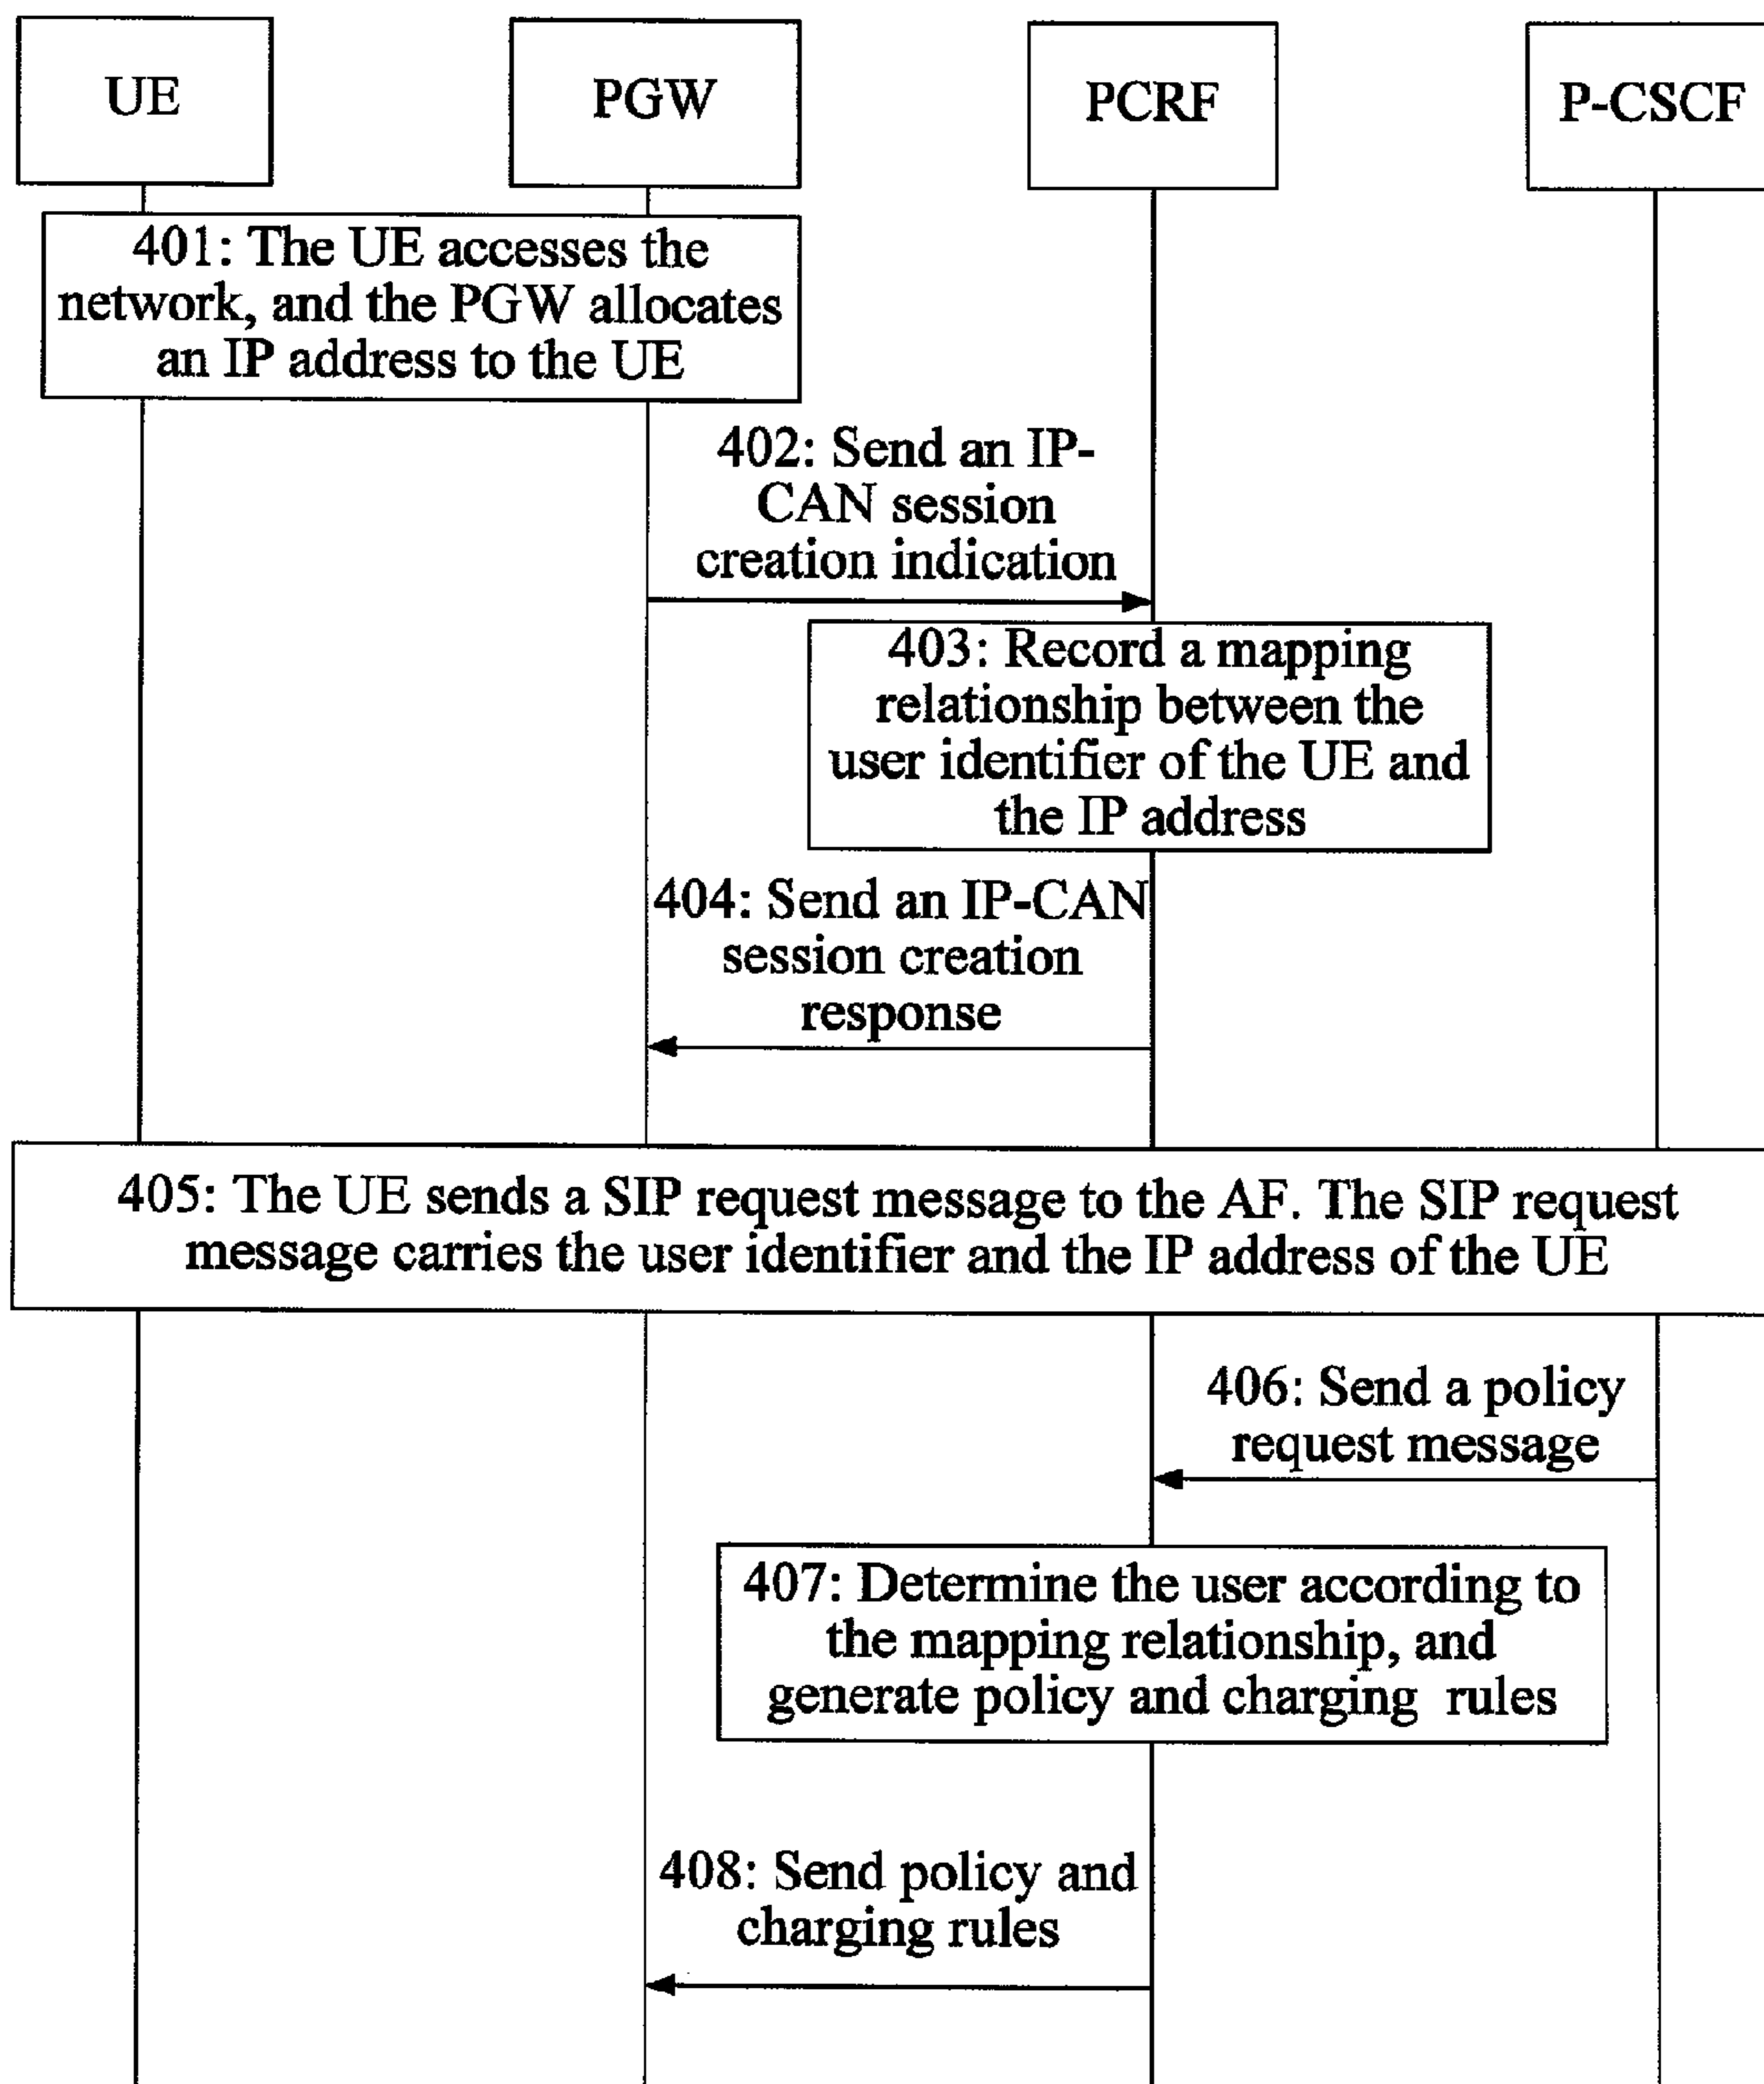 UE
PGW
PCRF
P-CSCF
401: The UE accesses the
network, and the PGW allocates
an IP address to the UE
402: Send an IP-
CAN session
creation indication
403: Record a mapping
relationship between the
user identifier of the UE and
the IP address
404: Send an IP-CAN
session creation
response
405: The UE sends a SIP request message to the AF. The SIP request
message carries the user identifier and the IP address of the UE
406: Send a policy
request message
407: Determine the user according to
the mapping relationship, and
generate policy and charging rules
408: Send policy and
charging rules